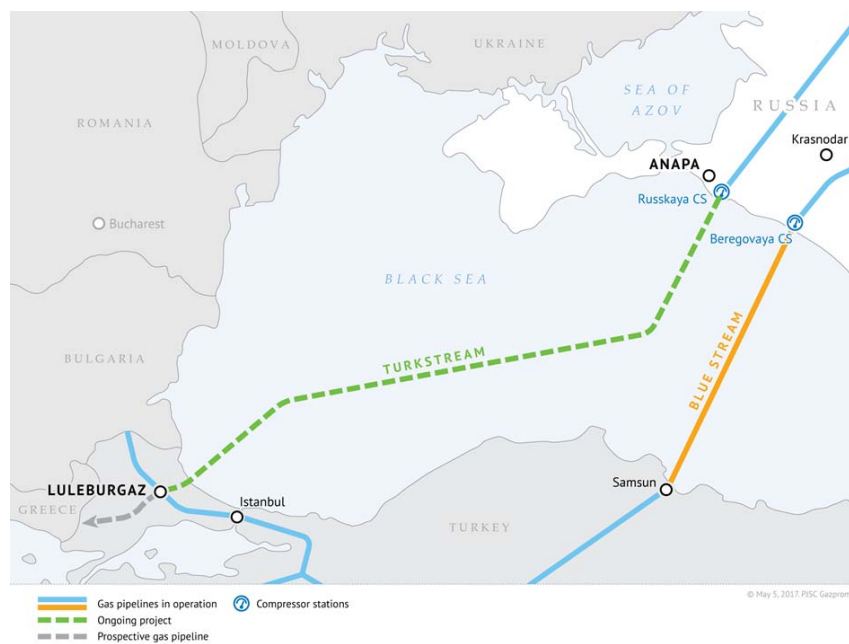 MOLDOVA
UKRAINE
SEA OF
AZOV
RUSSIA
ROMANIA
Krasnodar
ANAPA
Russkaya CS
Bucharest
Beregovaya CS
BLACK SEA
BULGARIA
TURKSTREAM
BLUE STREAM
LULEBURGAZ
Samsun
GREECE
Istanbul
TURKEY
© May 5, 2017. PJSC Gazprom
Gas pipelines in operation
Compressor stations
Ongoing project
Prospective gas pipeline